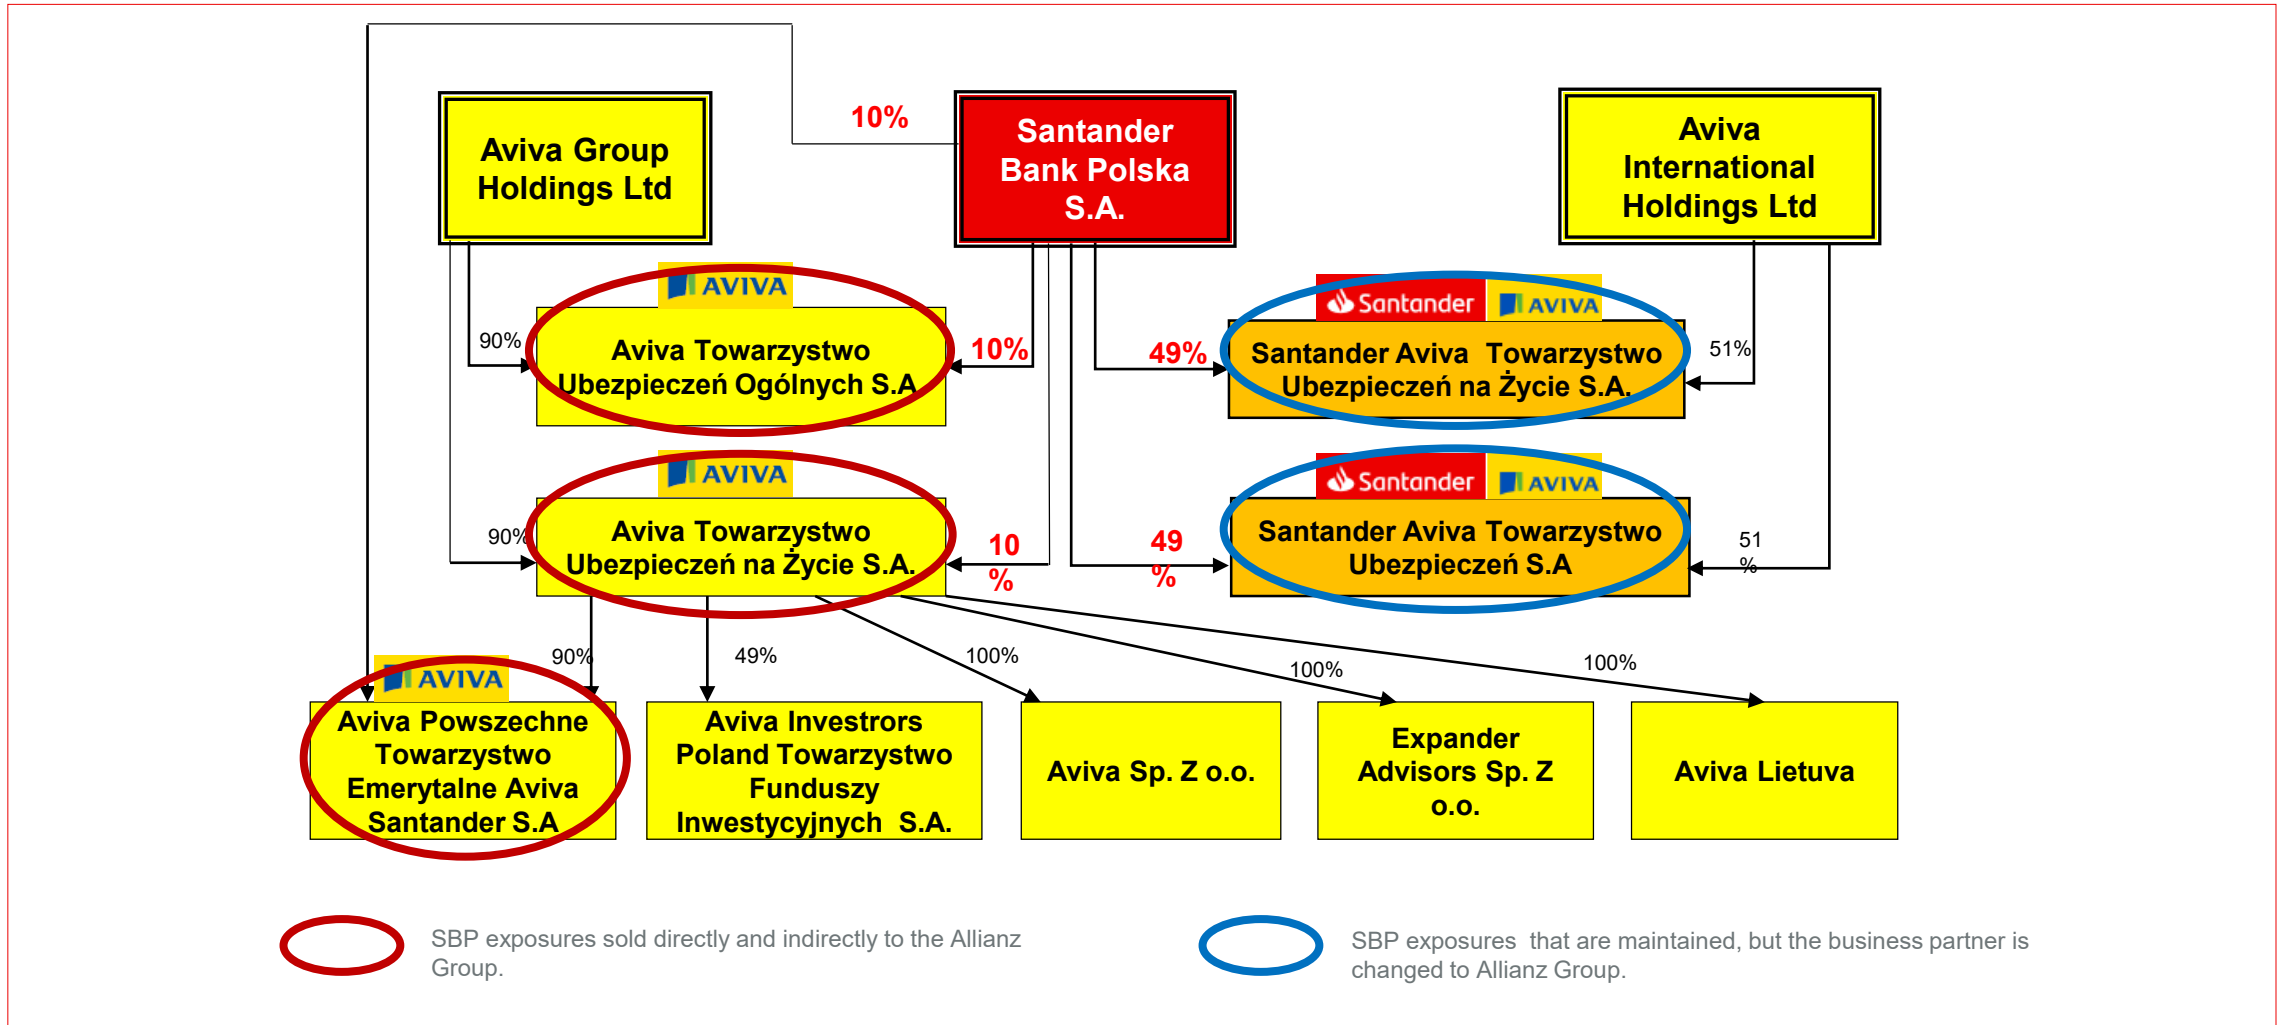 10%
Aviva Group
Holdings Ltd
Santander
Bank Polska
S.A.
Aviva
International
Holdings Ltd
AVIVA
Santander
AVIVA
90%
Aviva Towarzystwo
Ubezpieczeń Ogólnych S.A
10%
49%
Santander Aviva Towarzystwo
Ubezpieczeń na Życie S.A.
51%
AVIVA
Santander
AVIVA
90%
Aviva Towarzystwo
Ubezpieczeń na Życie S.A.
10
%
49
%
Santander Aviva Towarzystwo
Ubezpieczeń S.A
51
%
90%
49%
100%
100%
100%
AVIVA
Aviva Powszechne
Towarzystwo
Emerytalne Aviva
Santander S.A
Aviva Investrors
Poland Towarzystwo
Funduszy
Inwestycyjnych S.A.
Aviva Sp. Z o.o.
Expander
Advisors Sp. Z
o.o.
Aviva Lietuva
SBP exposures sold directly and indirectly to the Allianz
Group.
SBP exposures that are maintained, but the business partner is
changed to Allianz Group.